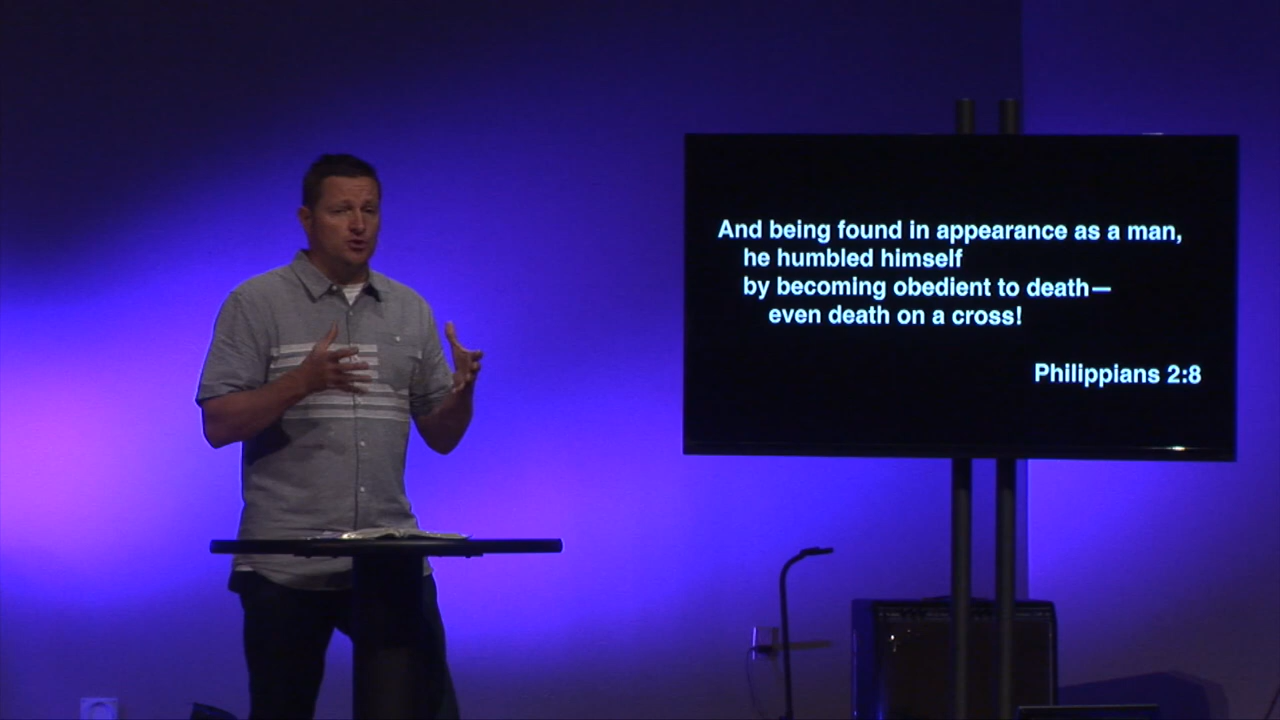 And being found in appearance as a man,
he humbled himself
by becoming obedient to death—
even death on a cross!
Philippians 2:8